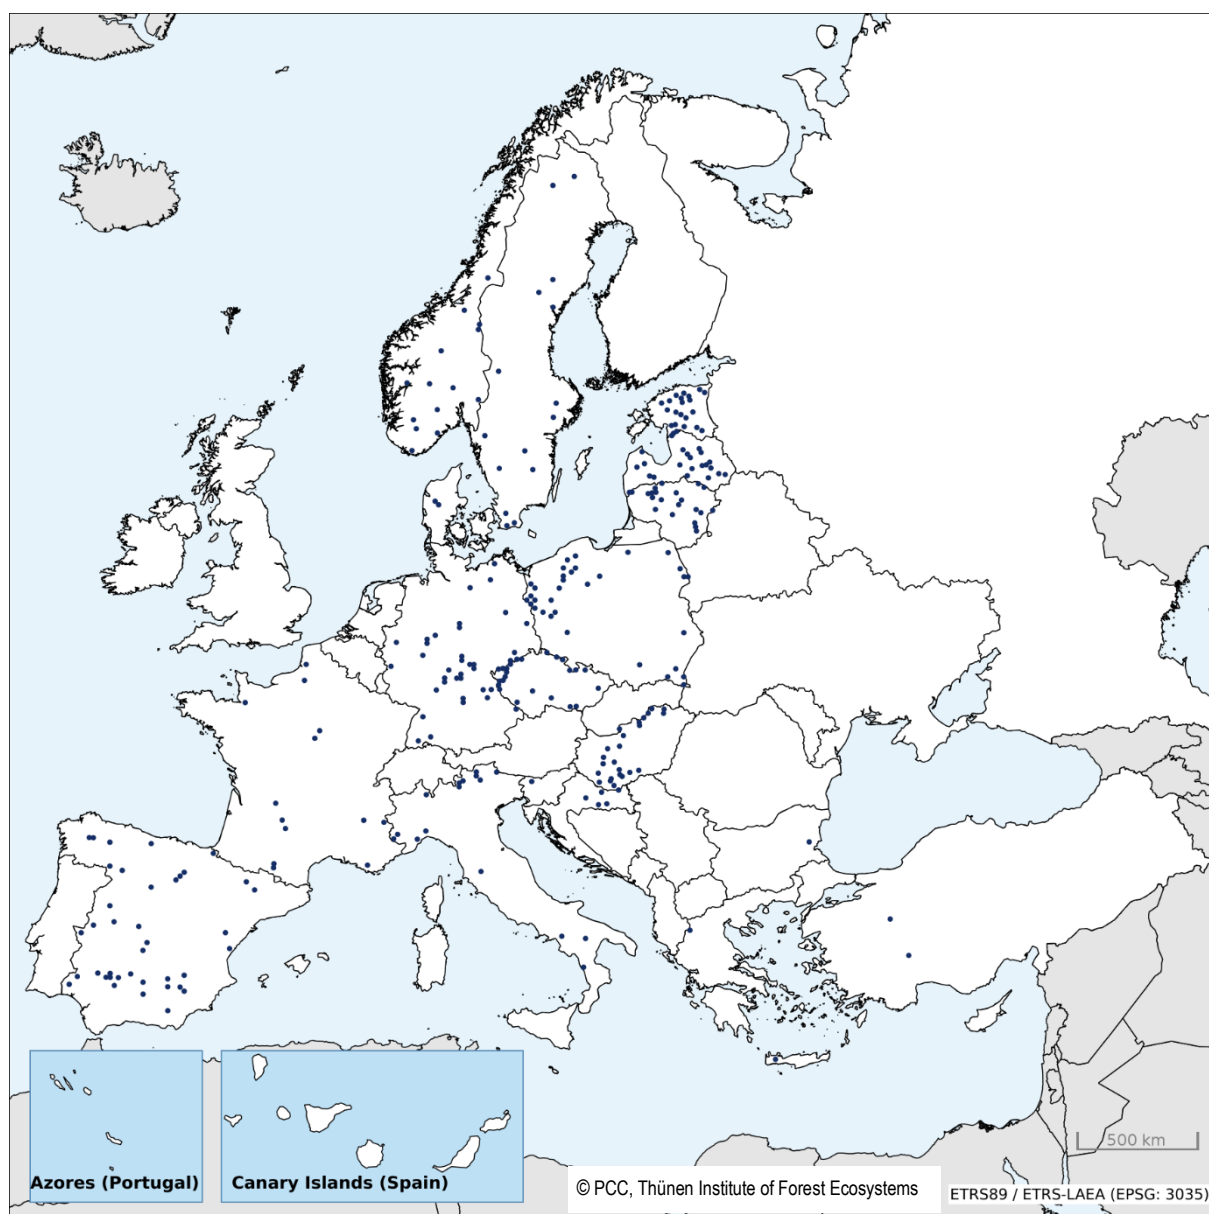 500 km
Azores (Portugal)
Canary Islands (Spain)
© PCC, Thünen Institute of Forest Ecosystems
ETRS89 / ETRS-LAEA (EPSG: 3035)